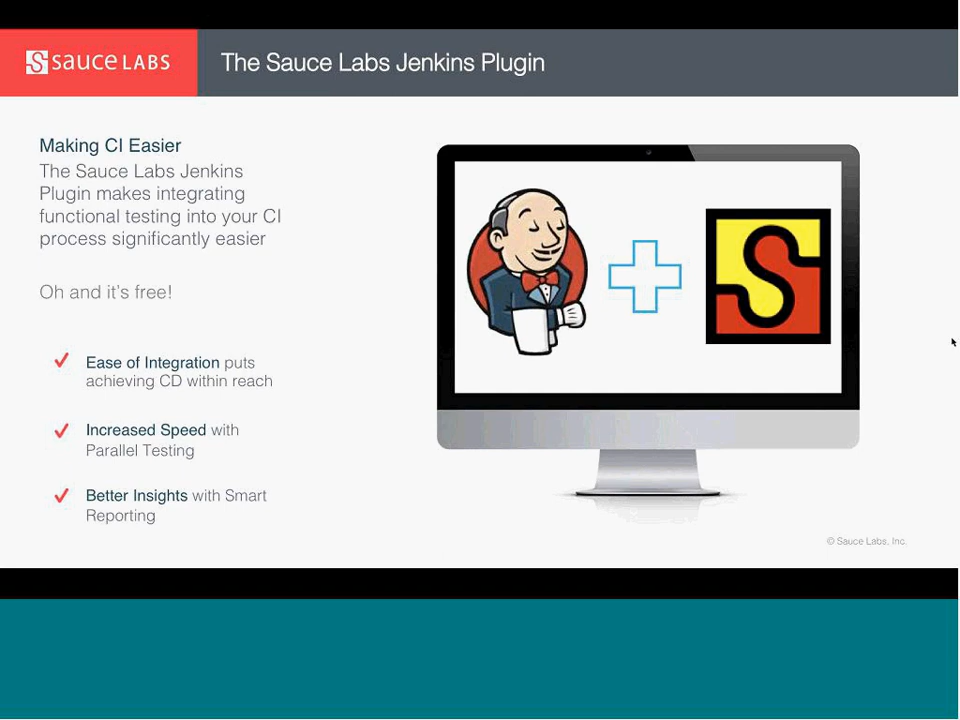 sauce LABS
The Sauce Labs Jenkins Plugin
Making CI Easier
The Sauce Labs Jenkins
Plugin makes integrating
functional testing into your CI
process significantly easier
Oh and it's free!
Ease of Integration puts
achieving CD within reach
Increased Speed with
Parallel Testing
Better Insights with Smart
Reporting
© Sauce Labs, Inc.